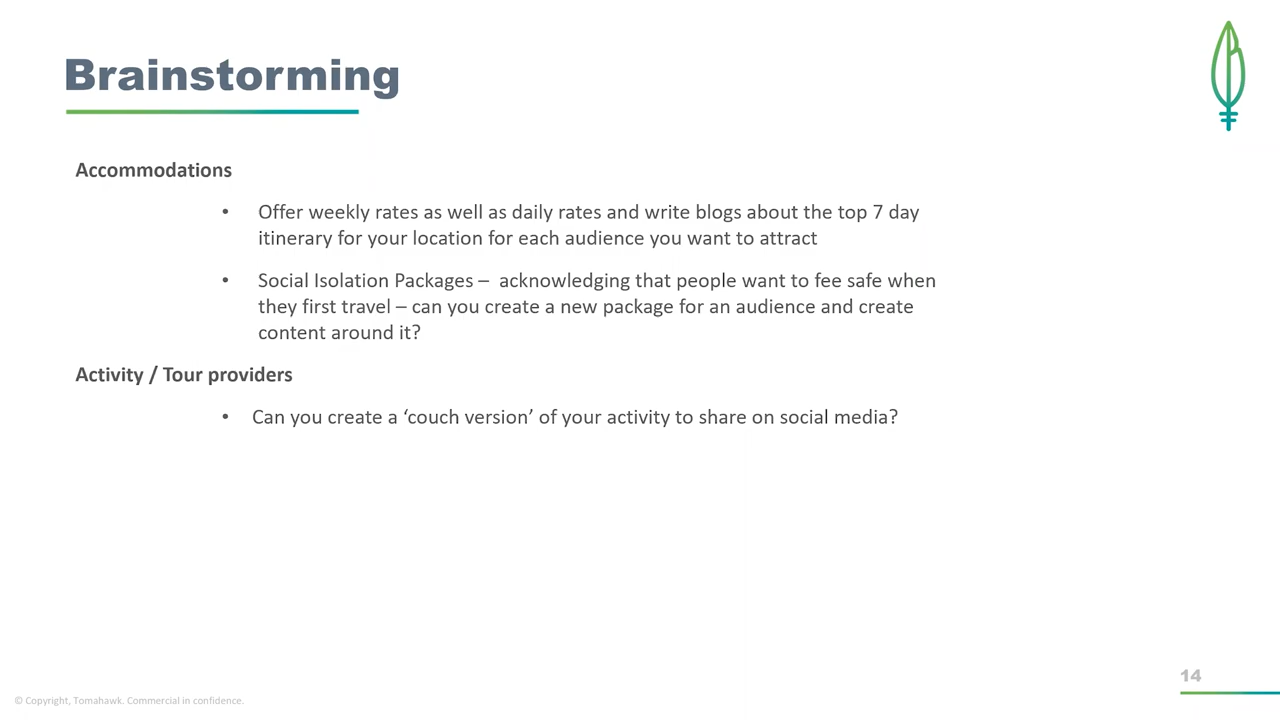 Brainstorming
Accommodations
• Offer weekly rates as well as daily rates and write blogs about the top 7 day
itinerary for your location for each audience you want to attract
• Social Isolation Packages – acknowledging that people want to fee safe when
they first travel – can you create a new package for an audience and create
content around it?
Activity / Tour providers
• Can you create a ‘couch version’ of your activity to share on social media?
14
© Copyright, Tomahawk. Commercial in confidence.